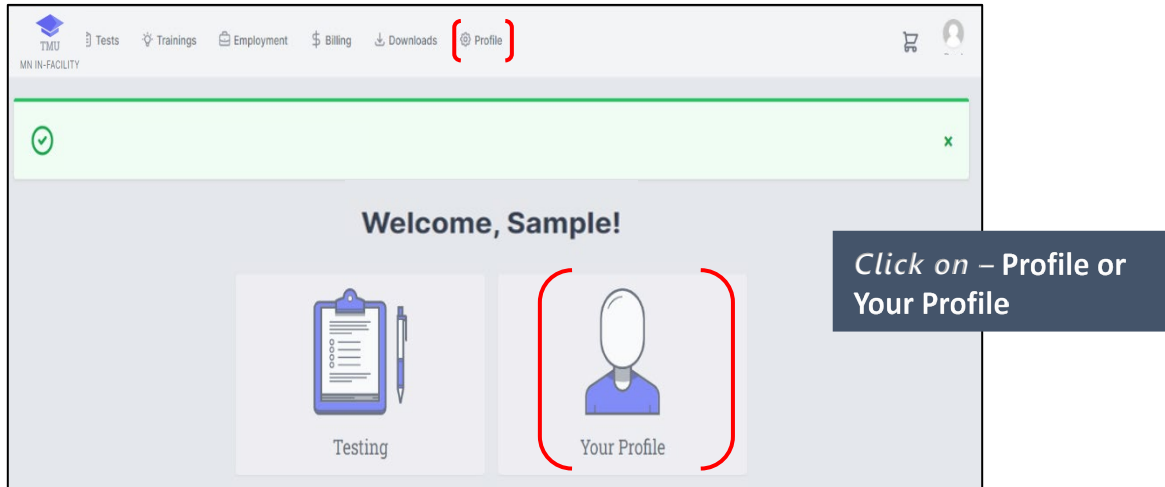 TMU
MN IN-FACILITY
Tests
Trainings
Employment
$ Billing
Downloads
Profile
x
Welcome, Sample!
Click on – Profile or
Your Profile
Testing
Your Profile